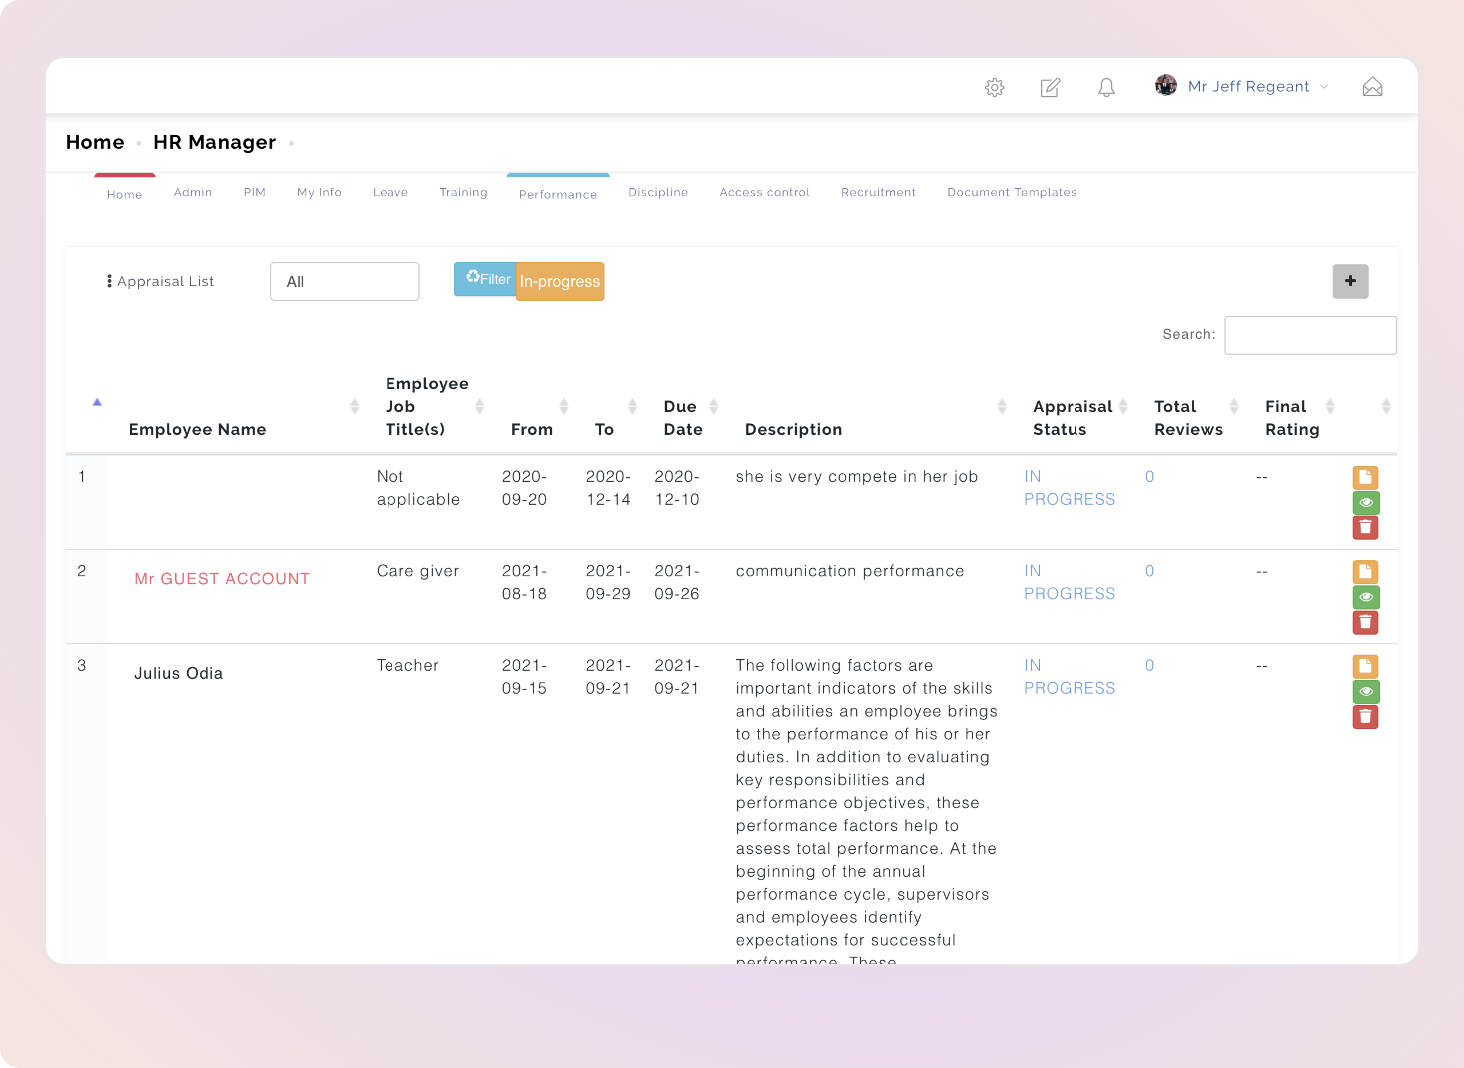 Mr Jeff Regeant
Home • HR Manager •
Home Admin PIM My Info Leave Training Performance Discipline Access control Recruitment Document Templates
Appraisal List All Filter In-progress +
Search:
Employee Name
Employee
Job
Title(s)
From
To
Due
Date
Description
Appraisal
Status
Total
Reviews
Final
Rating
1
Not
applicable
2020-
09-20
2020-
12-14
2020-
12-10
she is very compete in her job
IN
PROGRESS
0
--
2
Mr GUEST ACCOUNT
Care giver
2021-
08-18
2021-
09-29
2021-
09-26
communication performance
IN
PROGRESS
0
--
3
Julius Odia
Teacher
2021-
09-15
2021-
09-21
2021-
09-21
The following factors are
important indicators of the skills
and abilities an employee brings
to the performance of his or her
duties. In addition to evaluating
key responsibilities and
performance objectives, these
performance factors help to
assess total performance. At the
beginning of the annual
performance cycle, supervisors
and employees identify
expectations for successful
performance. These
IN
PROGRESS
0
--